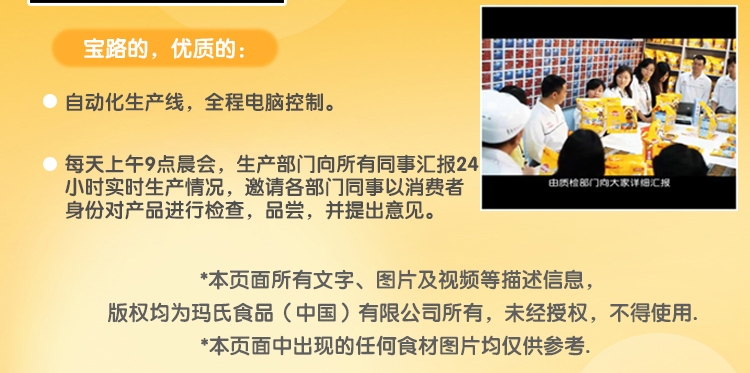 宝路的，优质的：
自动化生产线，全程电脑控制。
每天上午9点晨会，生产部门向所有同事汇报24
小时实时生产情况，邀请各部门同事以消费者
身份对产品进行检查，品尝，并提出意见。
由质检部门向大家详细汇报
*本页面所有文字、图片及视频等描述信息，
版权均为玛氏食品（中国）有限公司所有，未经授权，不得使用.
*本页面中出现的任何食材图片均仅供参考.